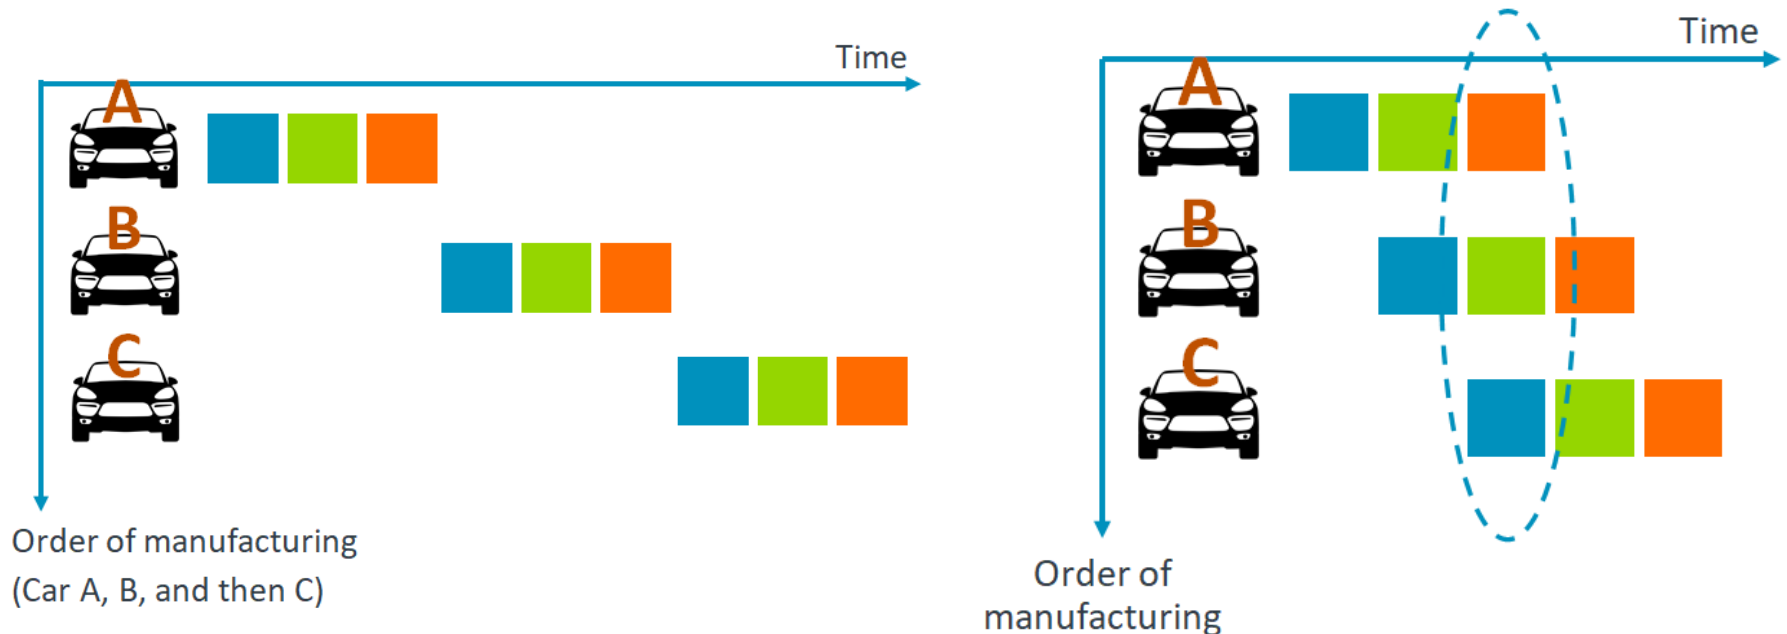 Time
A
B
C
Order of manufacturing
(Car A, B, and then C)
Time
A
B
C
Order of
manufacturing